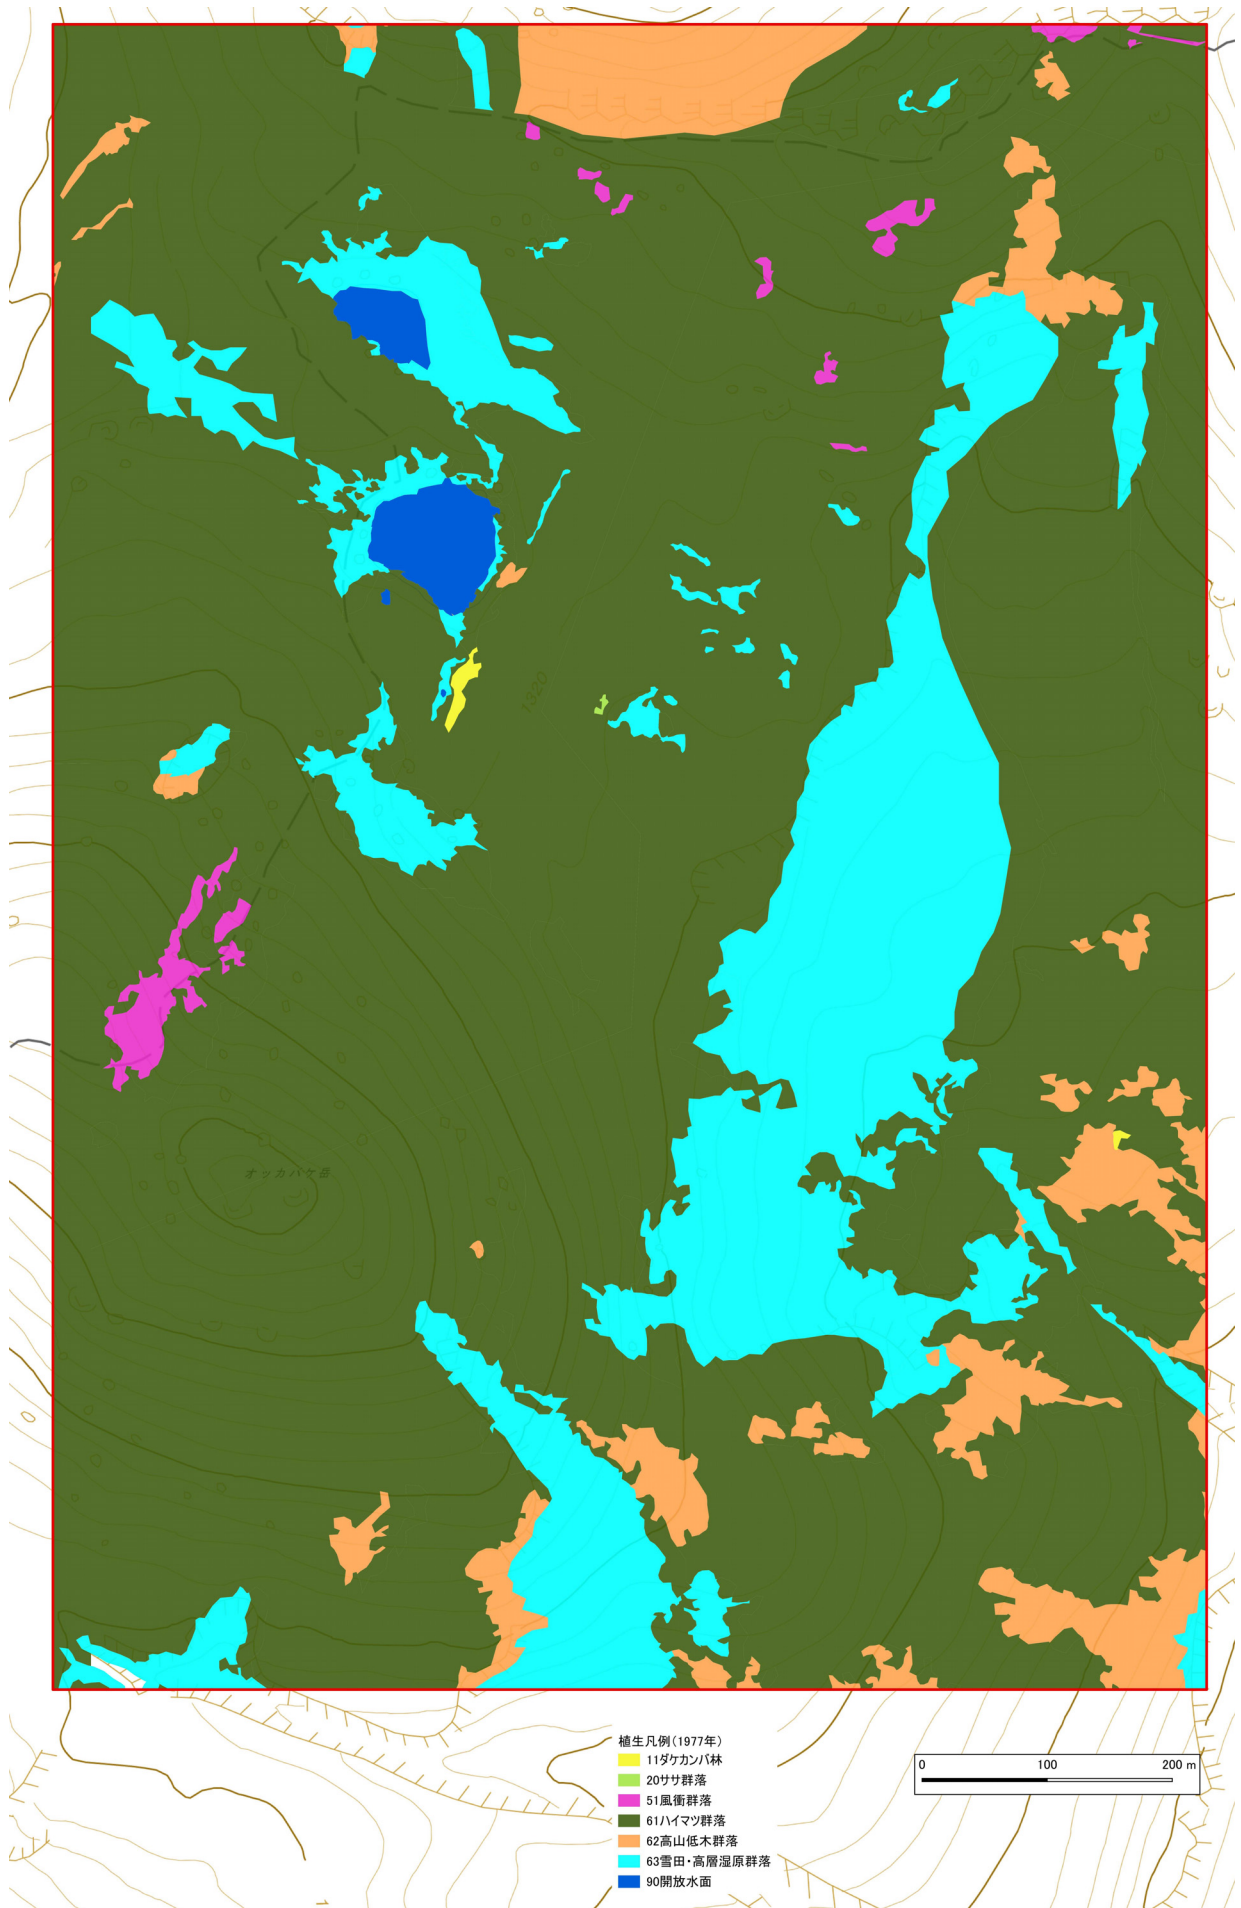 1320
オッカバケ岳
植生凡例(1977年)
11ダケカンバ林
20ササ群落
51風衝群落
61ハイマツ群落
62高山低木群落
63雪田・高層湿原群落
90開放水面
0 100 200 m